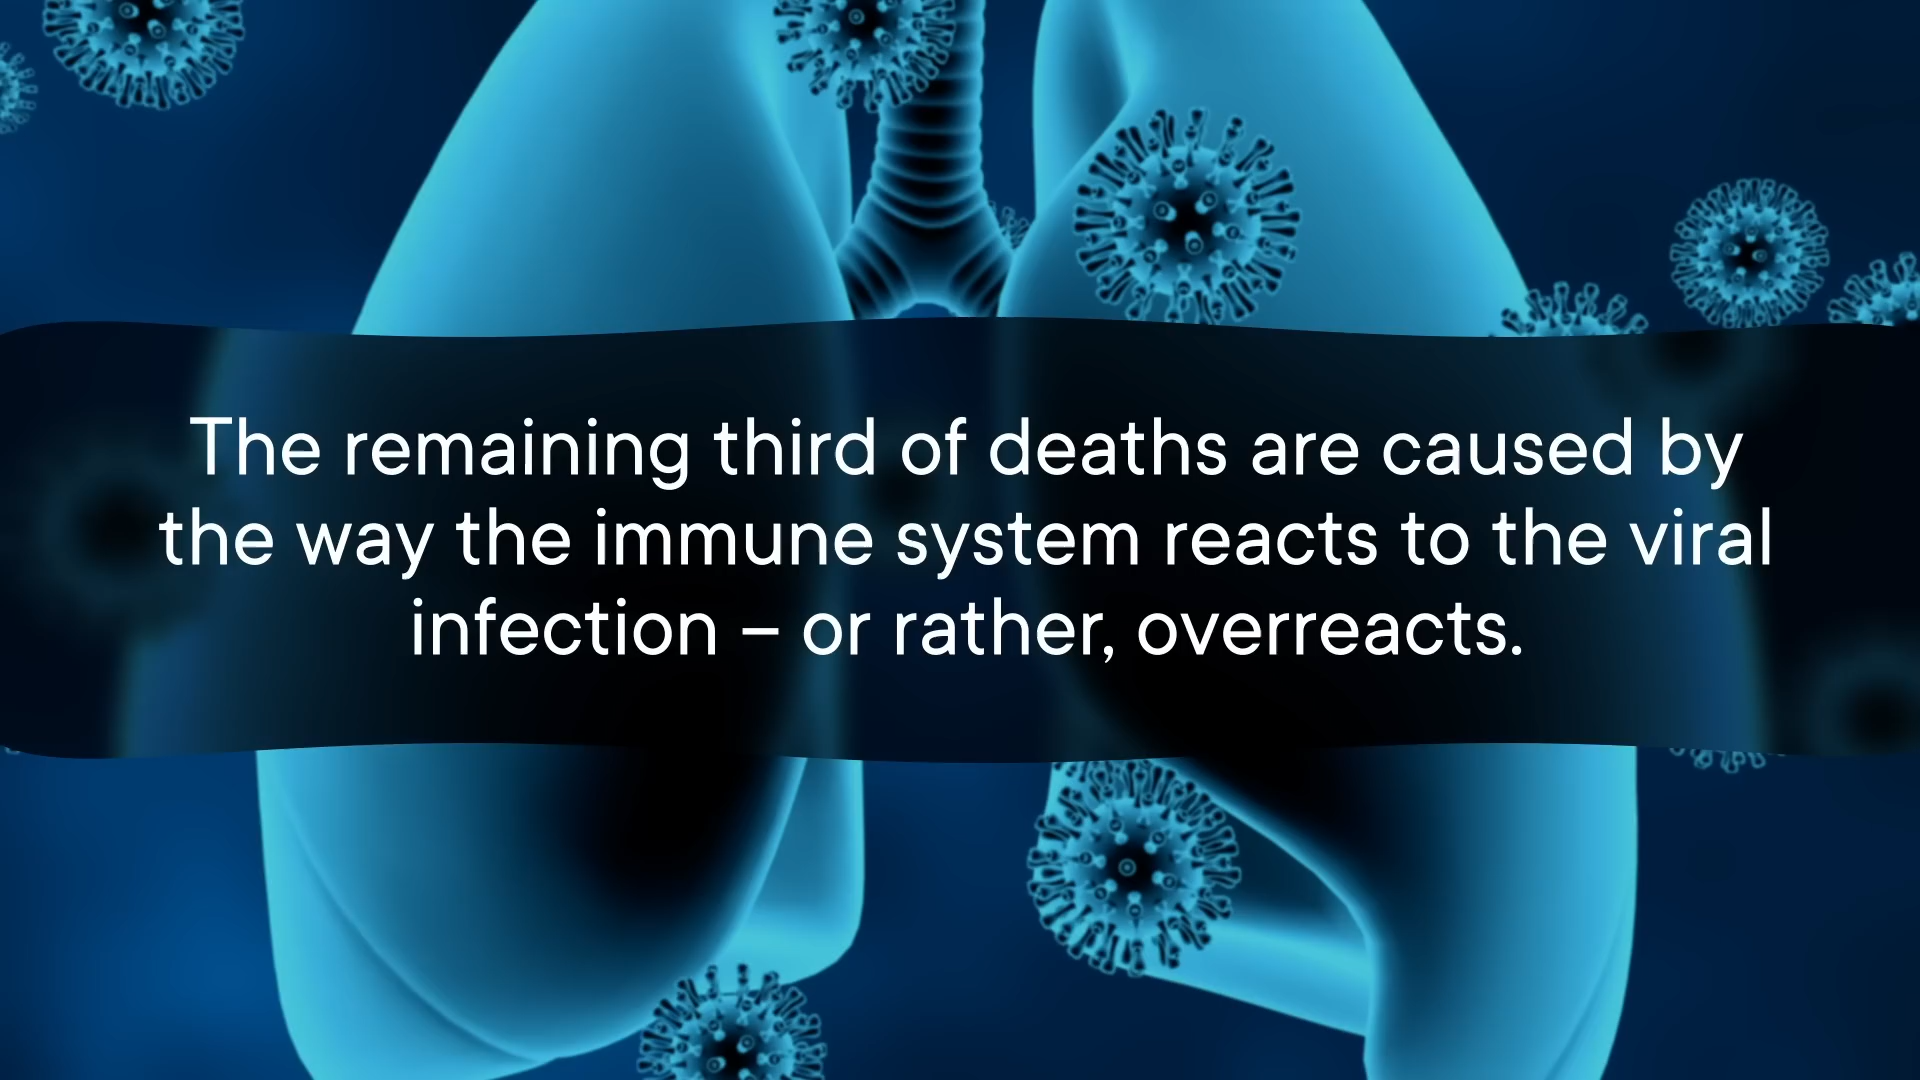 The remaining third of deaths are caused by
the way the immune system reacts to the viral
infection – or rather, overreacts.